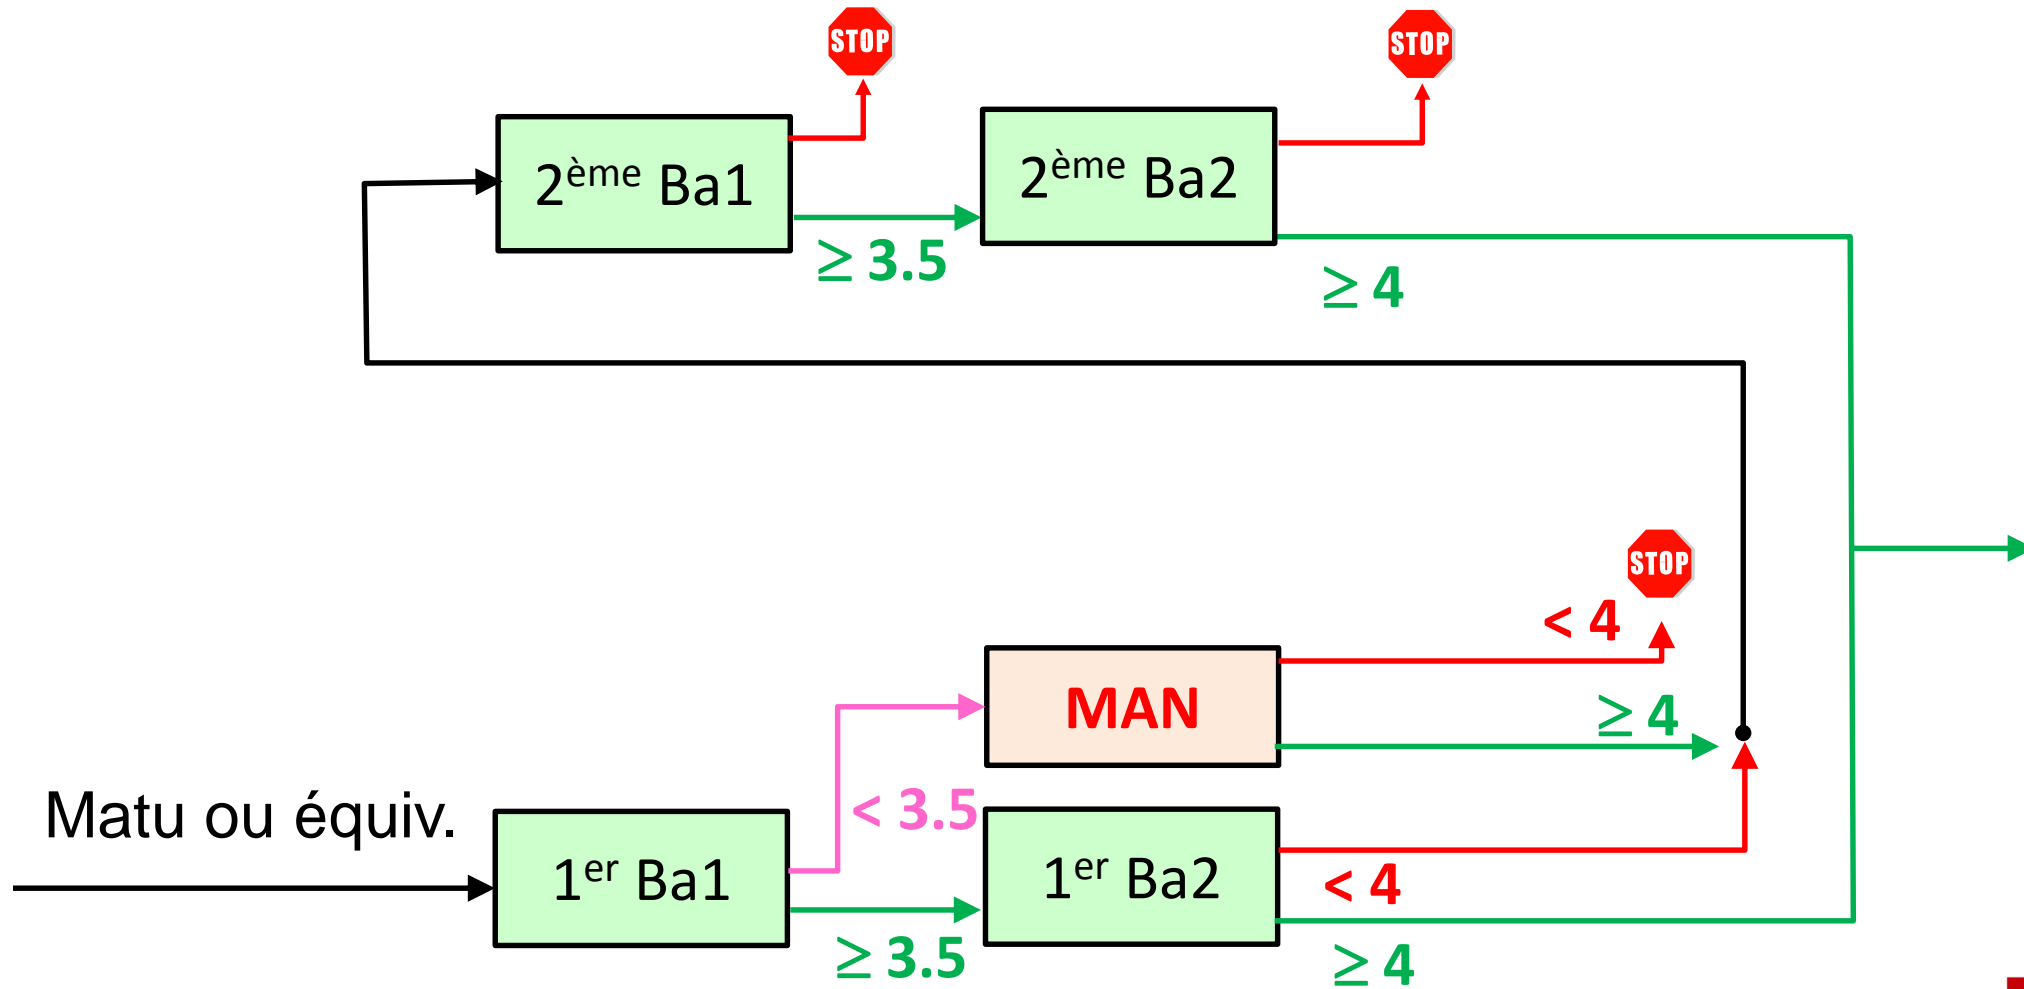 STOP
STOP
2ème Ba1
2ème Ba2
≥ 3.5
≥ 4
STOP
< 4
MAN
≥ 4
Matu ou équiv.
< 3.5
1er Ba1
1er Ba2
< 4
≥ 3.5
≥ 4